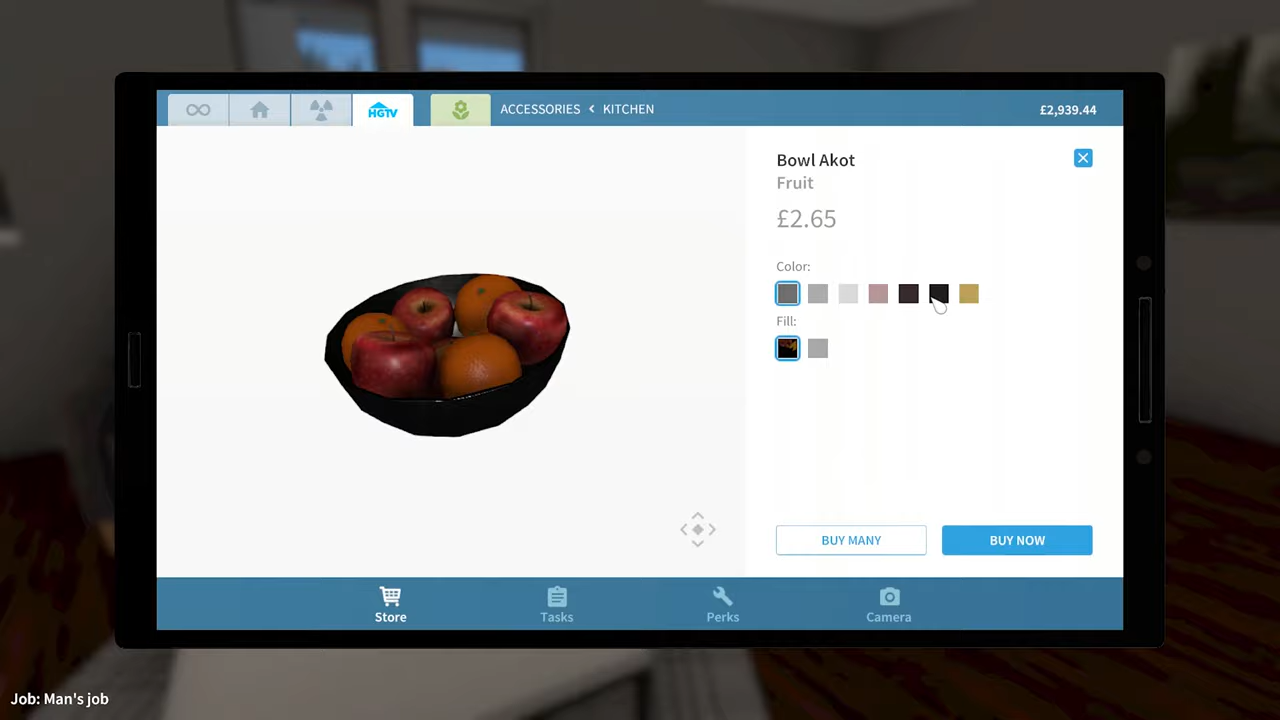 HGTV
ACCESSORIES < KITCHEN
£2,939.44
Bowl Akot
Fruit
£2.65
Color:
Fill:
BUY MANY
BUY NOW
Store
Tasks
Perks
Camera
Job: Man's job